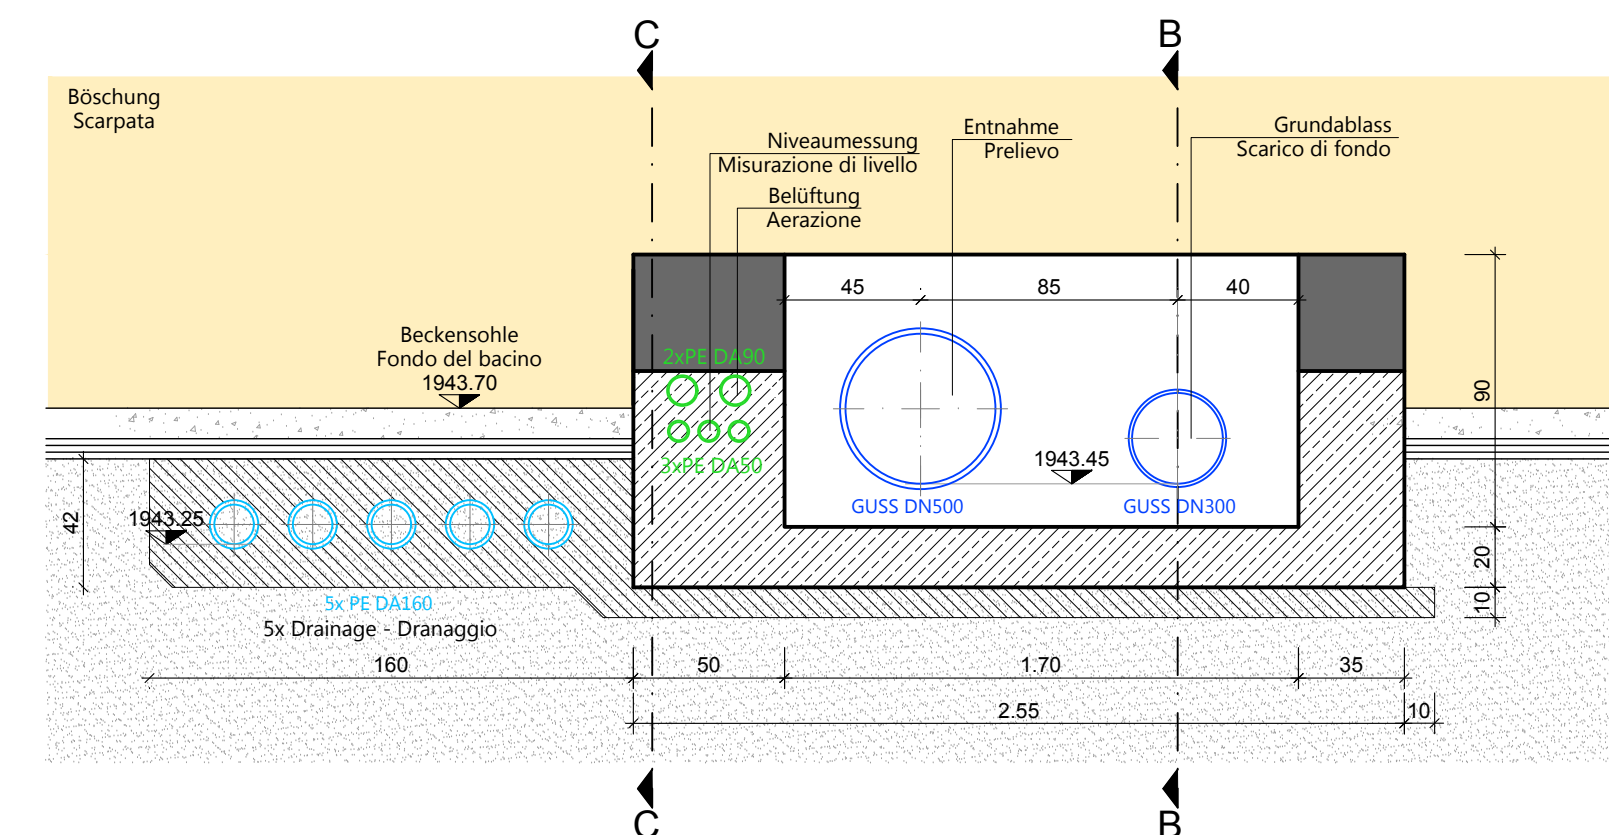 C
B
Böschung
Scarpata
Niveaumessung
Misurazione di livello
Belüftung
Aerazione
Entnahme
Prelievo
Grundablass
Scarico di fondo
45
85
40
Beckensohle
Fondo del bacino
1943.70
2xPE DA90
3xPE DA50
1943.45
GUSS DN500
GUSS DN300
90
20
10
42
1943.25
5x PE DA160
5x Drainage - Dranaggio
160
50
1.70
35
2.55
10
C
B